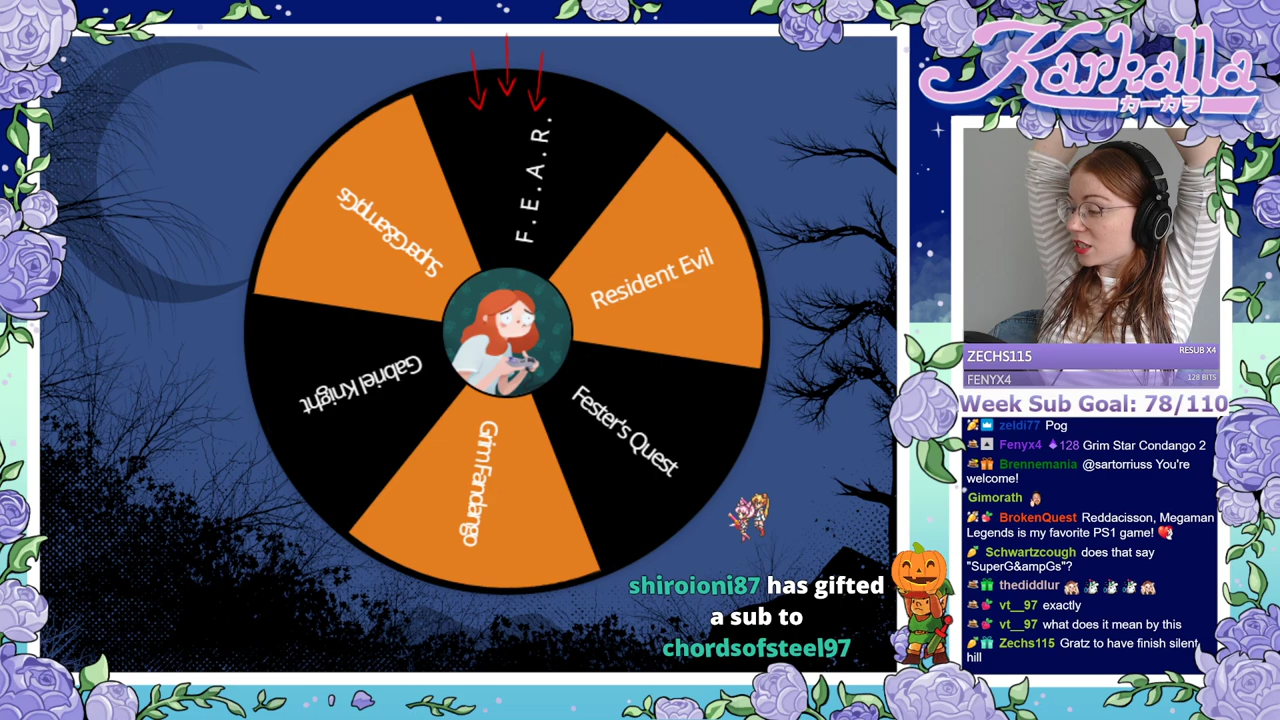 Karkalla
カーカラ
F.E.A.R.
Resident Evil
Fester's Quest
Grim Fandango
Gabriel Knight
SuperG&ampGs
shiroioni87 has gifted
a sub to
chordsofsteel97
ZECHS115
RESUB X4
FENYX4
128 BITS
Week Sub Goal: 78/110
zeldi77 Pog
Fenyx4 128 Grim Star Condango 2
Brennemania @sartorriuss You're
welcome!
Gimorath
BrokenQuest Reddacisson, Megaman
Legends is my favorite PS1 game!
Schwartzcough does that say
"SuperG&ampGs"?
thediddlur
vt__97 exactly
vt__97 what does it mean by this
Zechs115 Gratz to have finish silent
hill